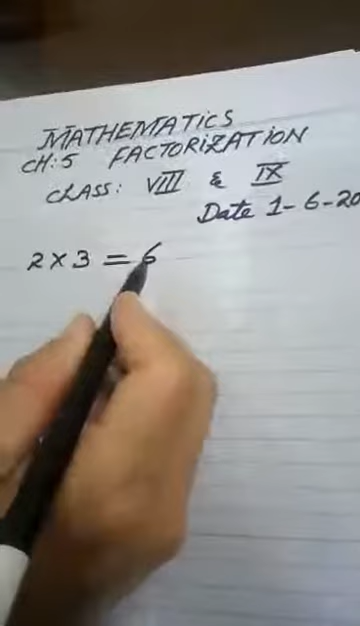 MATHEMATICS
CH:5 FACTORIZATION
CLASS: VIII & IX
Date 1-6-20
2 x 3 = 6